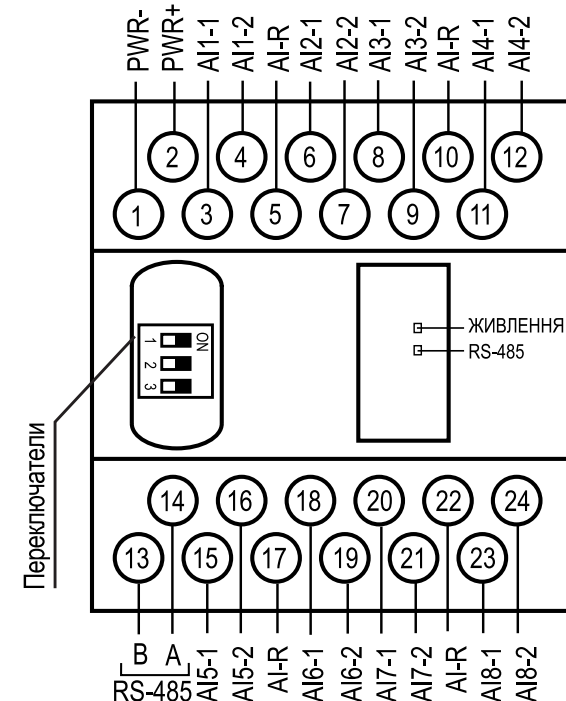 PWR-
PWR+
AI1-1
AI1-2
AI-R
AI2-1
AI2-2
AI3-1
AI3-2
AI-R
AI4-1
AI4-2
2
4
6
8
10
12
1
3
5
7
9
11
ON
1
2
3
ЖИВЛЕННЯ
RS-485
Переключатели
14
16
18
20
22
24
13
15
17
19
21
23
B A
RS-485
AI5-1
AI5-2
AI-R
AI6-1
AI6-2
AI7-1
AI7-2
AI-R
AI8-1
AI8-2